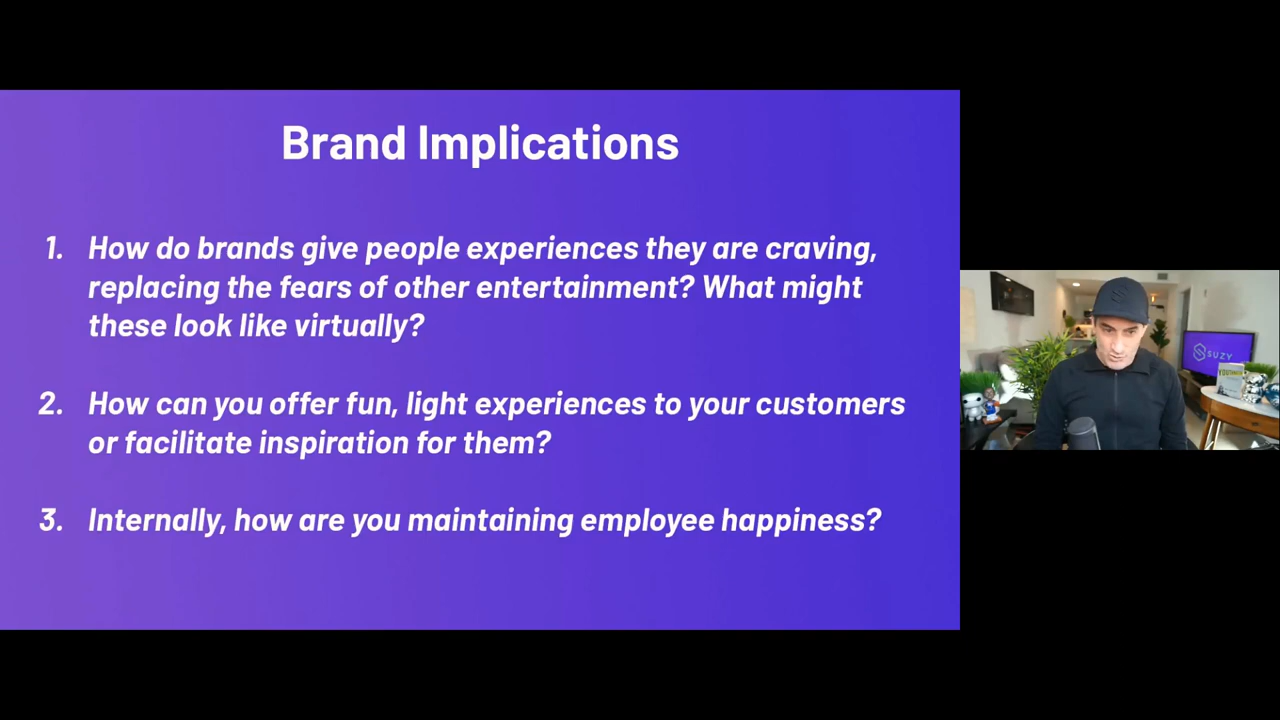 Brand Implications
1. How do brands give people experiences they are craving,
replacing the fears of other entertainment? What might
these look like virtually?
2. How can you offer fun, light experiences to your customers
or facilitate inspiration for them?
3. Internally, how are you maintaining employee happiness?
SUZY